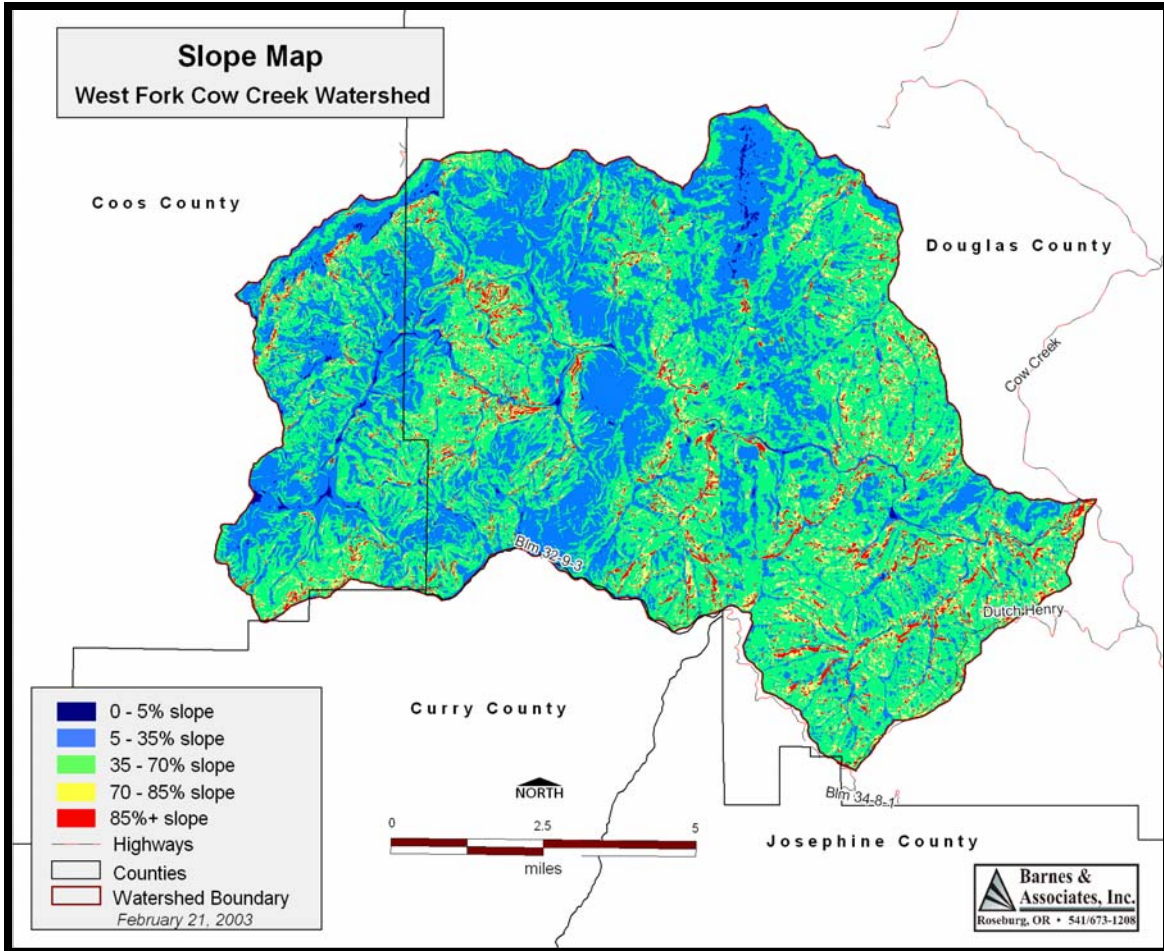 Slope Map
West Fork Cow Creek Watershed
Coos County
Douglas County
Cow Creek
Blm 32-9-3
Dutch Henry
Curry County
NORTH
0 2.5 5
miles
Blm 34-8-1
Josephine County
0 - 5% slope
5 - 35% slope
35 - 70% slope
70 - 85% slope
85%+ slope
Highways
Counties
Watershed Boundary
February 21, 2003
Barnes &
Associates, Inc.
Roseburg, OR • 541/673-1208